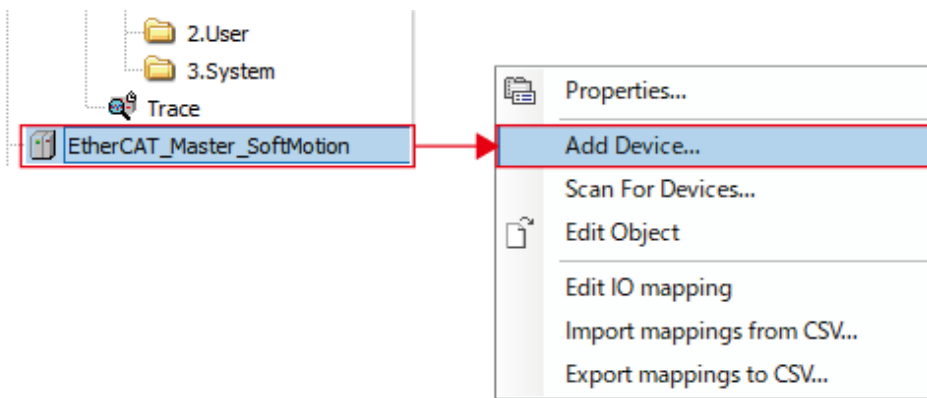 2.User
3.System
Trace
EtherCAT_Master_SoftMotion
Properties...
Add Device...
Scan For Devices...
Edit Object
Edit IO mapping
Import mappings from CSV...
Export mappings to CSV...